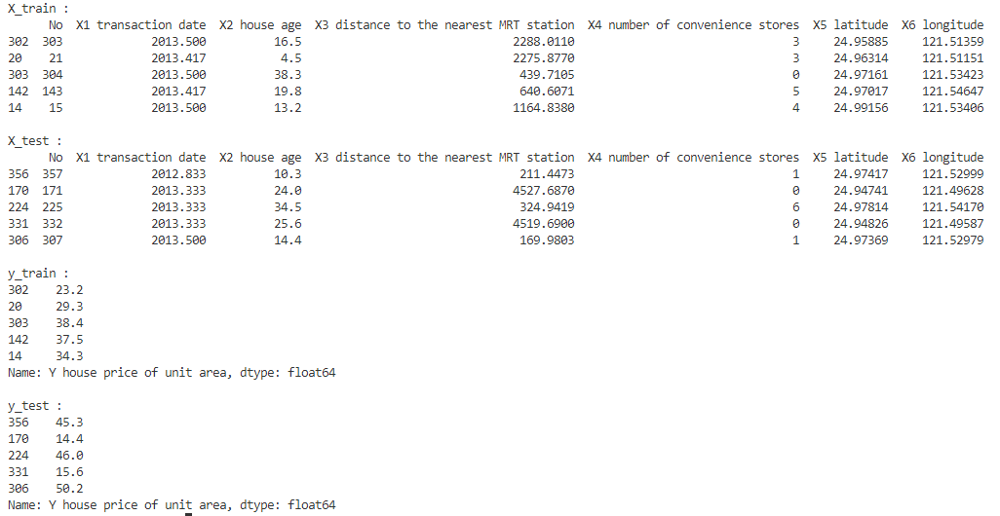 X_train :
      No  X1 transaction date  X2 house age  X3 distance to the nearest MRT station  X4 number of convenience stores  X5 latitude  X6 longitude
302  303             2013.500          16.5                               2288.0110                                3     24.95885     121.51359
20    21             2013.417           4.5                               2275.8770                                3     24.96314     121.51151
303  304             2013.500          38.3                                439.7105                                0     24.97161     121.53423
142  143             2013.417          19.8                                640.6071                                5     24.97017     121.54647
14    15             2013.500          13.2                               1164.8380                                4     24.99156     121.53406
X_test :
      No  X1 transaction date  X2 house age  X3 distance to the nearest MRT station  X4 number of convenience stores  X5 latitude  X6 longitude
356  357             2012.833          10.3                                211.4473                                1     24.97417     121.52999
170  171             2013.333          24.0                               4527.6870                                0     24.94741     121.49628
224  225             2013.333          34.5                                324.9419                                6     24.97814     121.54170
331  332             2013.333          25.6                               4519.6900                                0     24.94826     121.49587
306  307             2013.500          14.4                                169.9803                                1     24.97369     121.52979
y_train :
302    23.2
20     29.3
303    38.4
142    37.5
14     34.3
Name: Y house price of unit area, dtype: float64
y_test :
356    45.3
170    14.4
224    46.0
331    15.6
306    50.2
Name: Y house price of unit area, dtype: float64